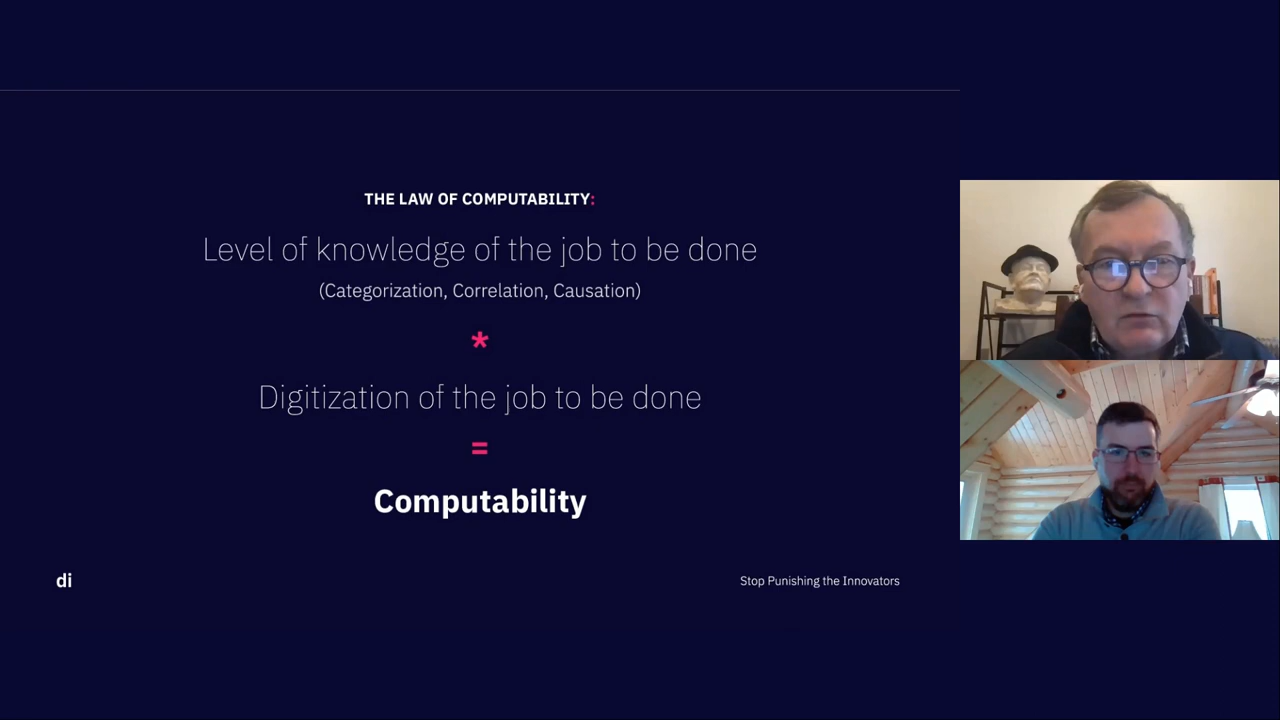 THE LAW OF COMPUTABILITY:
Level of knowledge of the job to be done
(Categorization, Correlation, Causation)
*
Digitization of the job to be done
=
Computability
di
Stop Punishing the Innovators